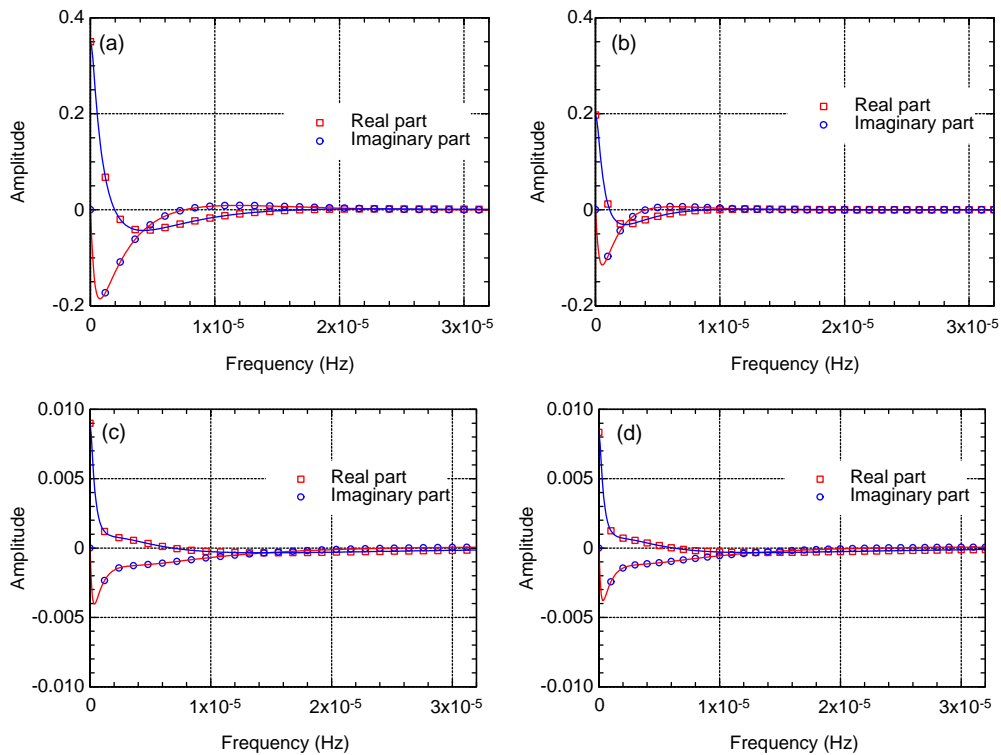 (a)
0.4
0.2
0
-0.2
Amplitude
Real part
Imaginary part
0
1x10-5
2x10-5
3x10-5
Frequency (Hz)
(b)
0.4
0.2
0
-0.2
Amplitude
Real part
Imaginary part
0
1x10-5
2x10-5
3x10-5
Frequency (Hz)
(c)
0.010
0.005
0
-0.005
-0.010
Amplitude
Real part
Imaginary part
0
1x10-5
2x10-5
3x10-5
Frequency (Hz)
(d)
0.010
0.005
0
-0.005
-0.010
Amplitude
Real part
Imaginary part
0
1x10-5
2x10-5
3x10-5
Frequency (Hz)